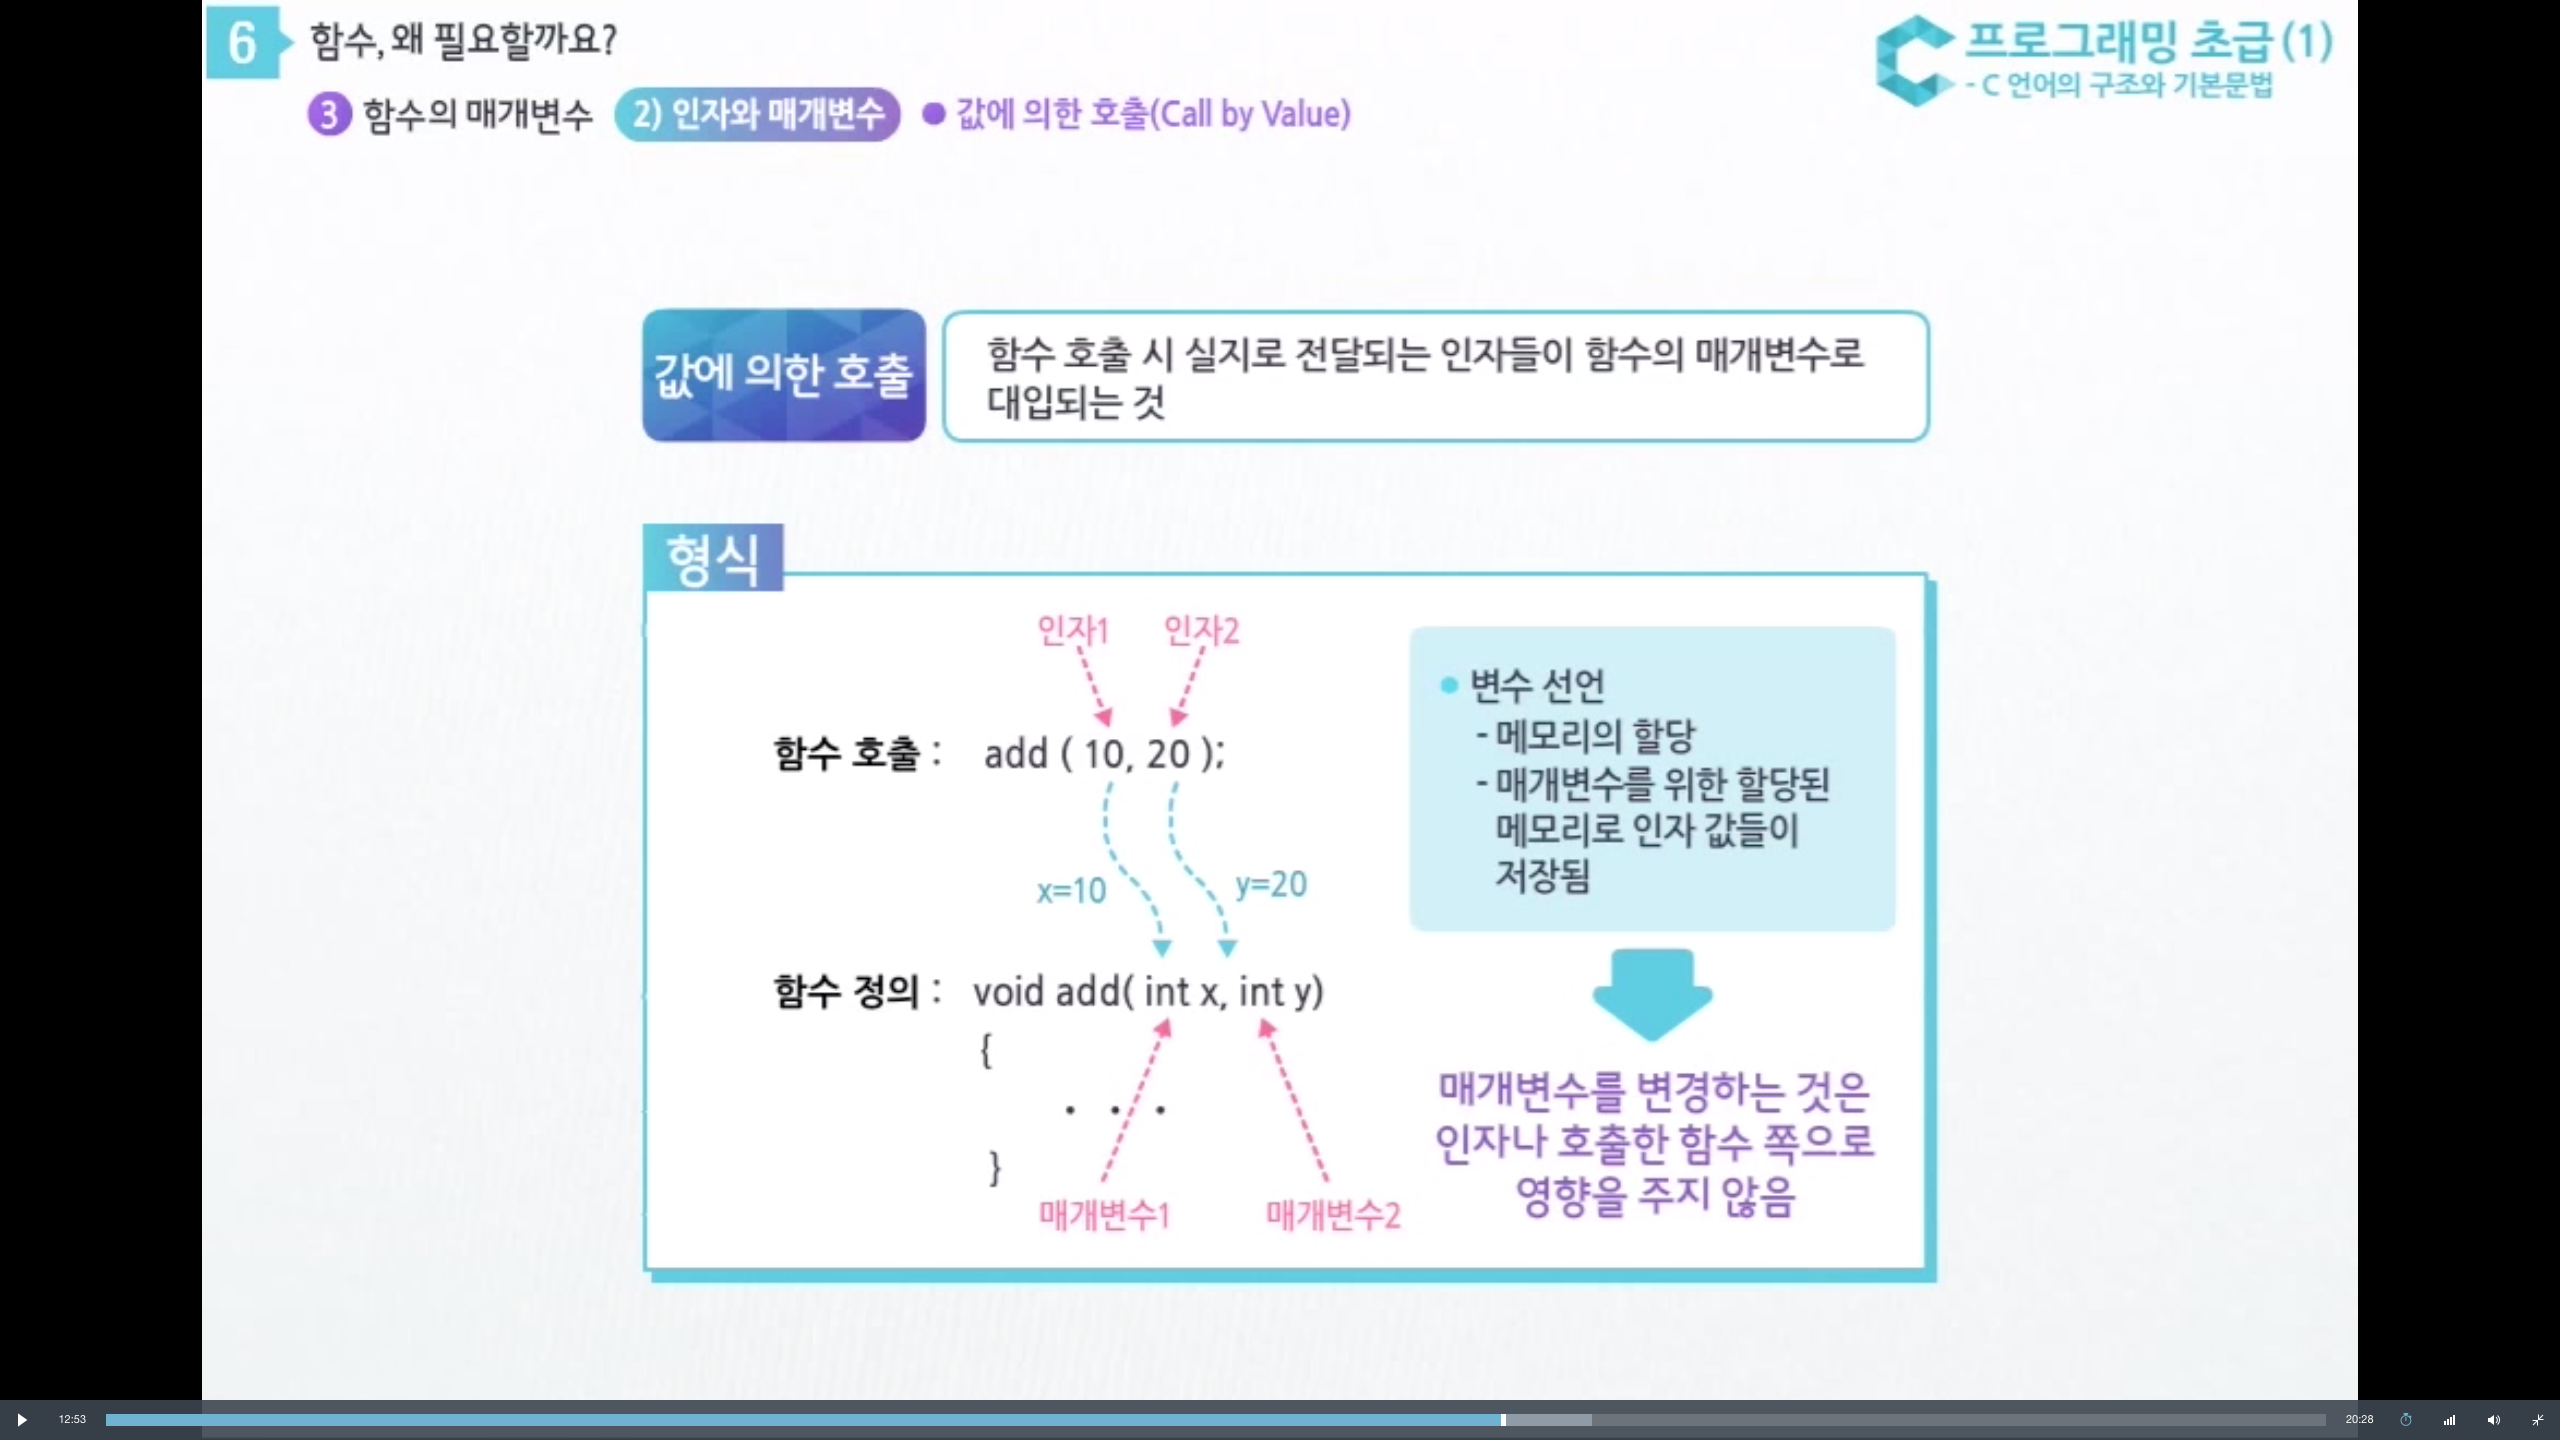 6 함수, 왜 필요할까요?
C 프로그래밍 초급(1)
- C 언어의 구조와 기본문법
3 함수의 매개변수 2) 인자와 매개변수 ● 값에 의한 호출(Call by Value)
값에 의한 호출
함수 호출 시 실지로 전달되는 인자들이 함수의 매개변수로
대입되는 것
형식
인자1 인자2
함수 호출 : add ( 10, 20 );
x=10 y=20
함수 정의 : void add( int x, int y)
{
. . .
}
매개변수1 매개변수2
● 변수 선언
- 메모리의 할당
- 매개변수를 위한 할당된
메모리로 인자 값들이
저장됨
매개변수를 변경하는 것은
인자나 호출한 함수 쪽으로
영향을 주지 않음
12:53 20:28